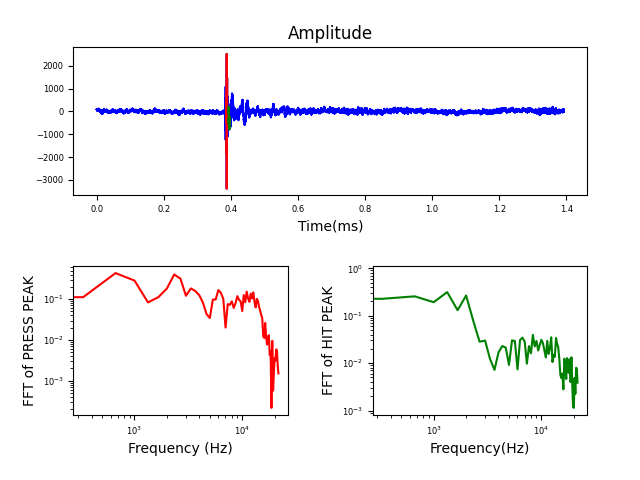 Amplitude
2000
1000
0
−1000
−2000
−3000
0.0 0.2 0.4 0.6 0.8 1.0 1.2 1.4
Time(ms)
FFT of PRESS PEAK
10⁻¹
10⁻²
10⁻³
10³ 10⁴
Frequency (Hz)
FFT of HIT PEAK
10⁰
10⁻¹
10⁻²
10⁻³
10³ 10⁴
Frequency(Hz)